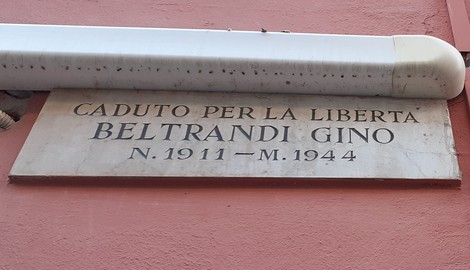 CADUTO PER LA LIBERTA'
BELTRANDI GINO
N. 1911 — M. 1944